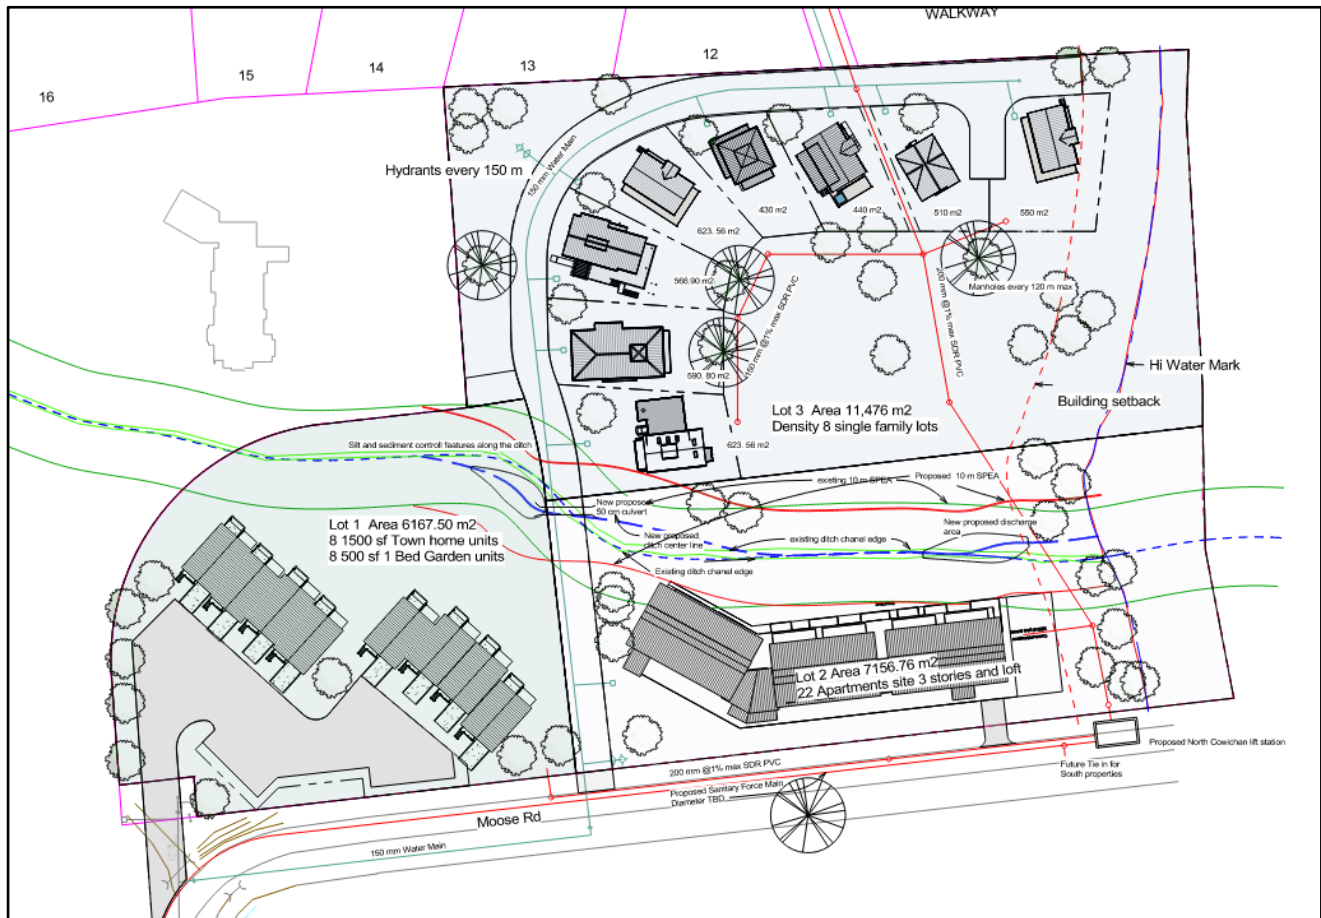 WALKWAY
12
13
14
15
16
Hydrants every 150 m
150 mm Water Main
430 m2
440 m2
510 m2
550 m2
623. 56 m2
566.90 m2
Manholes every 120 m max
200 mm @1% max SDR PVC
150 mm @1% max SDR PVC
590. 80 m2
Hi Water Mark
Building setback
Lot 3 Area 11,476 m2
Density 8 single family lots
623. 56 m2
Silt and sediment controll features along the ditch
existing 10 m SPEA
Proposed 10 m SPEA
New proposed
50 cm culvert
New proposed
ditch center line
New proposed discharge
area
existing ditch chanel edge
Existing ditch chanel edge
Lot 1 Area 6167.50 m2
8 1500 sf Town home units
8 500 sf 1 Bed Garden units
Lot 2 Area 7156.76 m2
22 Apartments site 3 stories and loft
Proposed North Cowichan lift station
Future Tie in for
South properties
200 mm @1% max SDR PVC
Proposed Sanitary Force Main
Diameter TBD
Moose Rd
150 mm Water Main